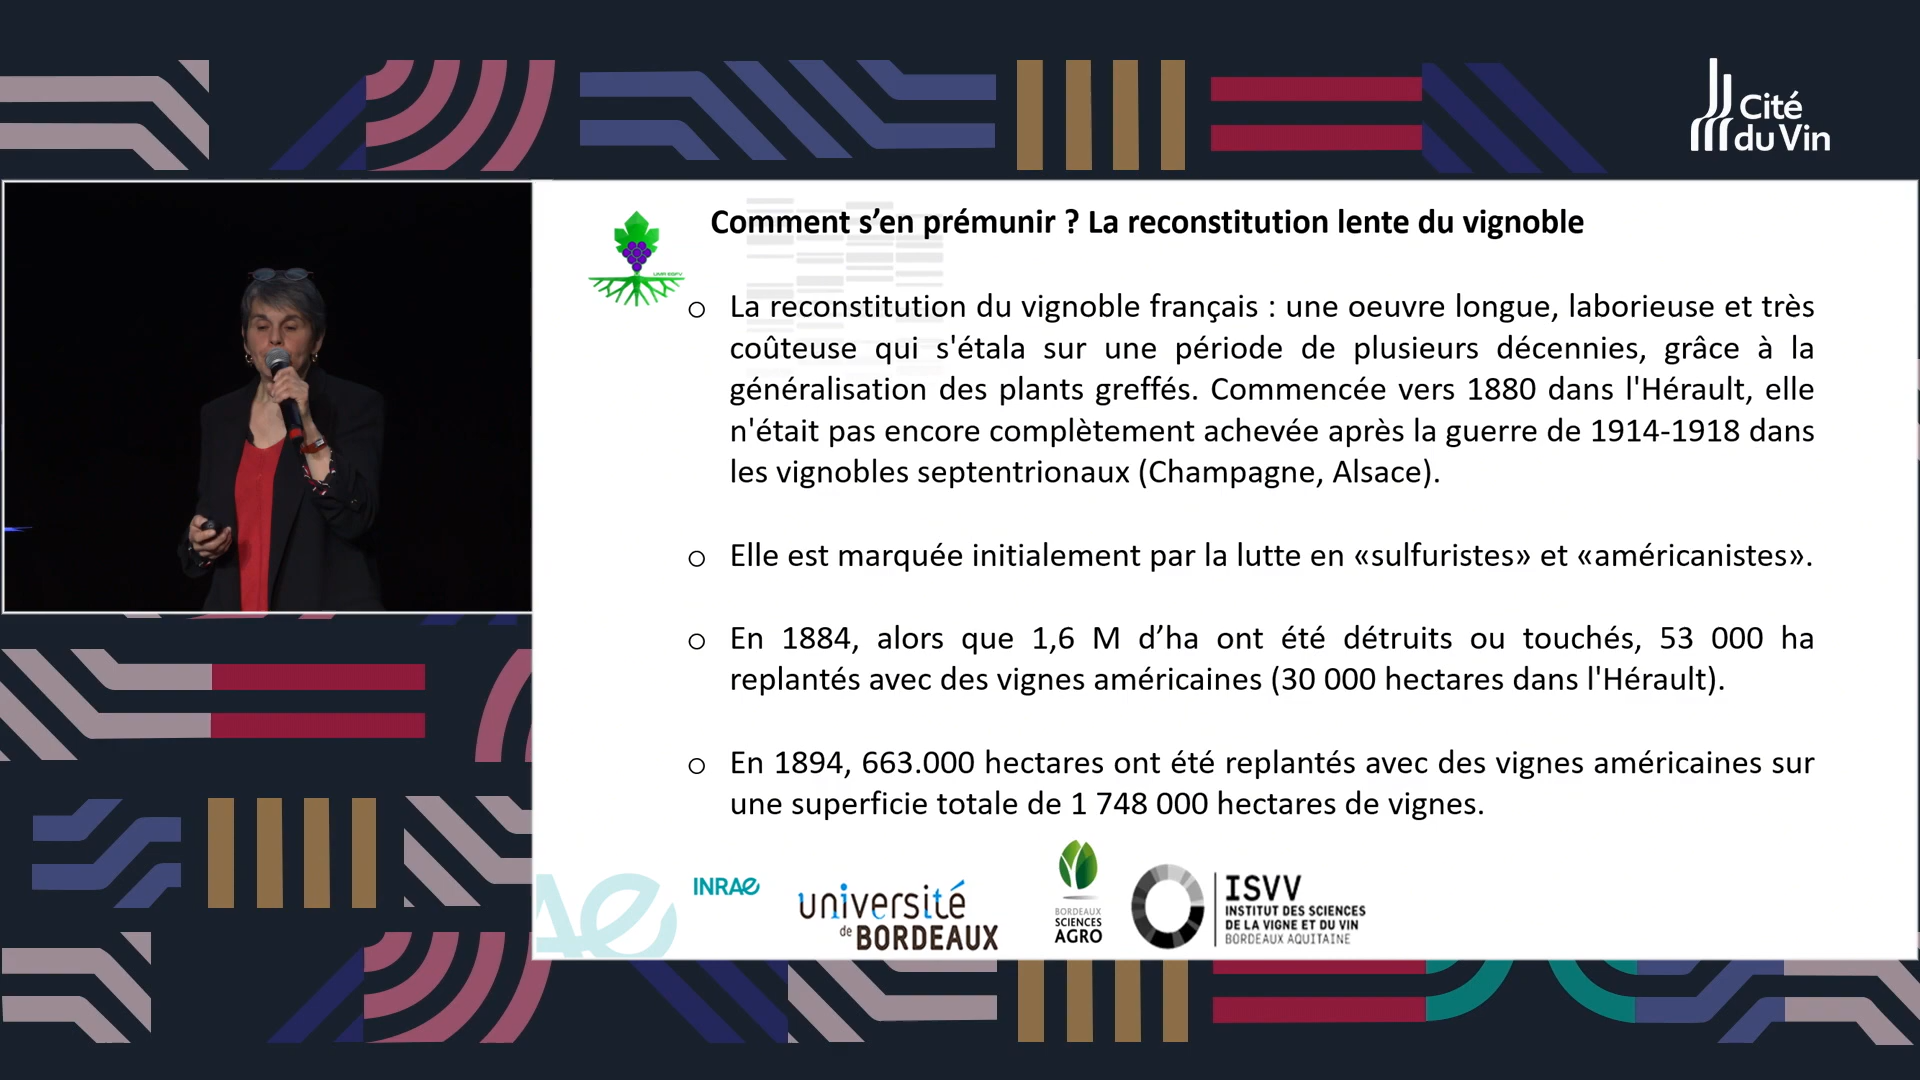 Cité
du Vin
Comment s’en prémunir ? La reconstitution lente du vignoble
o La reconstitution du vignoble français : une oeuvre longue, laborieuse et très
coûteuse qui s'étala sur une période de plusieurs décennies, grâce à la
généralisation des plants greffés. Commencée vers 1880 dans l'Hérault, elle
n'était pas encore complètement achevée après la guerre de 1914-1918 dans
les vignobles septentrionaux (Champagne, Alsace).
o Elle est marquée initialement par la lutte en «sulfuristes» et «américanistes».
o En 1884, alors que 1,6 M d’ha ont été détruits ou touchés, 53 000 ha
replantés avec des vignes américaines (30 000 hectares dans l'Hérault).
o En 1894, 663.000 hectares ont été replantés avec des vignes américaines sur
une superficie totale de 1 748 000 hectares de vignes.
INRAE
université
de BORDEAUX
BORDEAUX
SCIENCES
AGRO
ISVV
INSTITUT DES SCIENCES
DE LA VIGNE ET DU VIN
BORDEAUX AQUITAINE